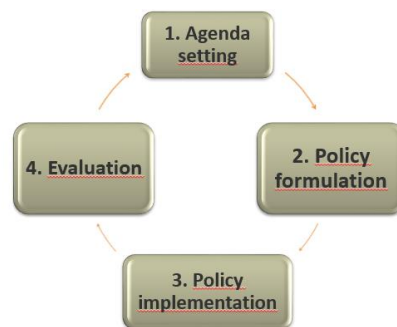 1. Agenda
setting
2. Policy
formulation
3. Policy
implementation
4. Evaluation